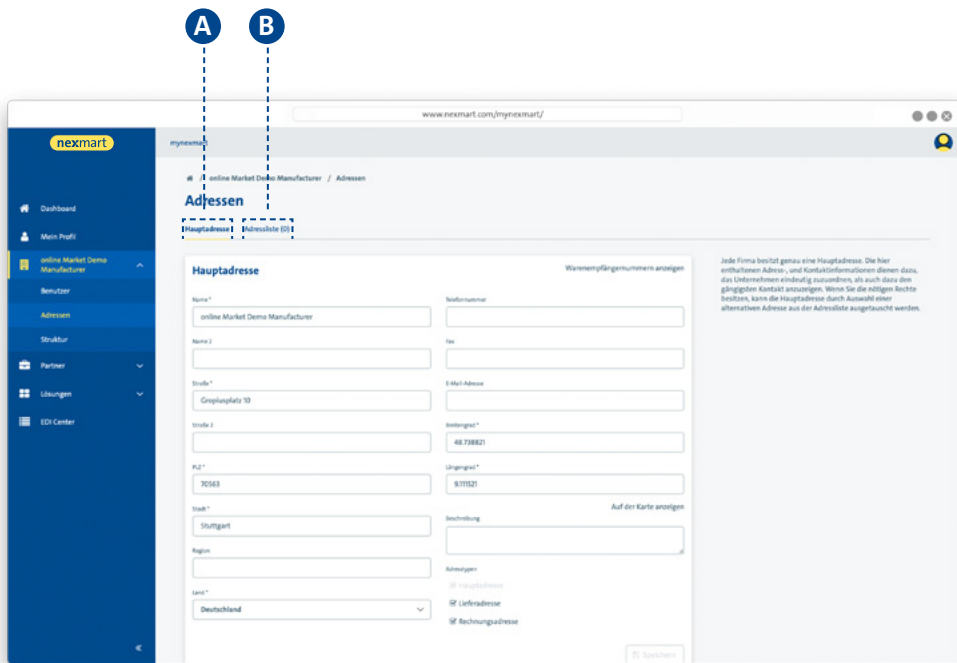 A
B
www.nexmart.com/mynexmart/
nexmart
mynexmart
/ online Market Demo Manufacturer / Adressen
Adressen
Hauptadresse
Adressliste (0)
Dashboard
Mein Profil
online Market Demo
Manufacturer
Benutzer
Adressen
Struktur
Partner
Lösungen
EDI Center
«
Hauptadresse
Warenempfängernummern anzeigen
Name *
online Market Demo Manufacturer
Name 2
Straße *
Gropiusplatz 10
Straße 2
PLZ *
70563
Stadt *
Stuttgart
Region
Land *
Deutschland
Telefonnummer
Fax
E-Mail-Adresse
Breitengrad *
48.738821
Längengrad *
9.111521
Auf der Karte anzeigen
Beschreibung
Adresstypen
Hauptadresse
Lieferadresse
Rechnungsadresse
Speichern
Jede Firma besitzt genau eine Hauptadresse. Die hier
enthaltenen Adress-, und Kontaktinformationen dienen dazu,
das Unternehmen eindeutig zuzuordnen, als auch dazu den
gängigsten Kontakt anzuzeigen. Wenn Sie die nötigen Rechte
besitzen, kann die Hauptadresse durch Auswahl einer
alternativen Adresse aus der Adressliste ausgetauscht werden.